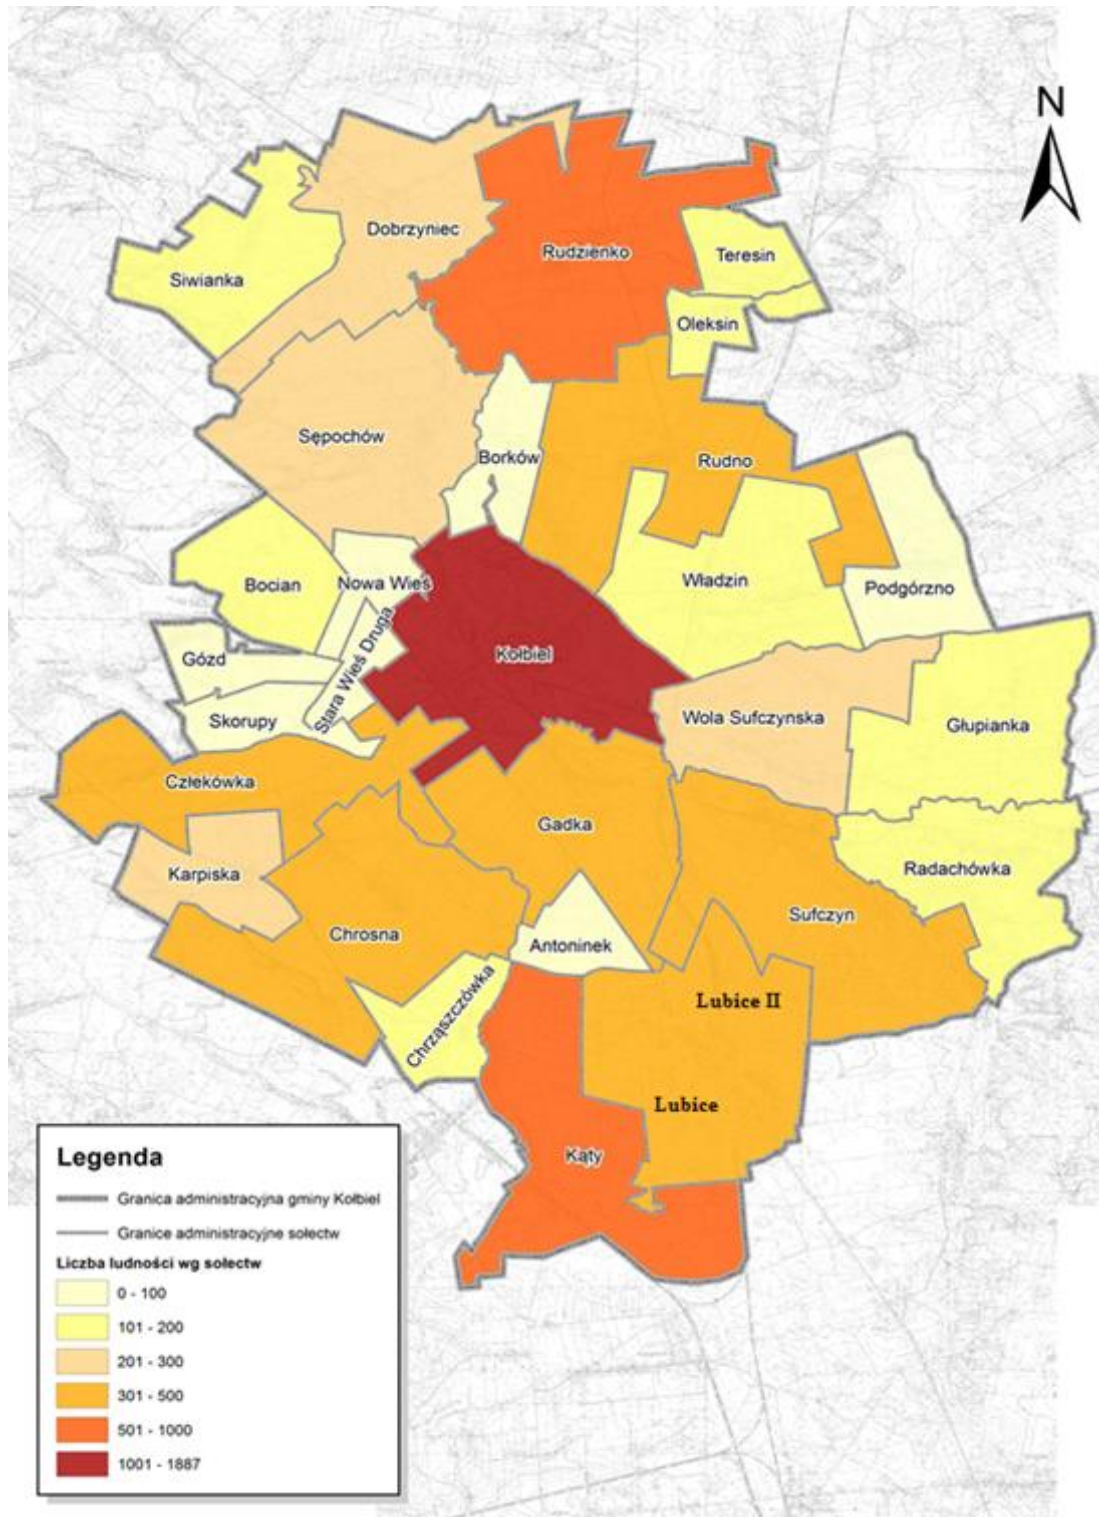 N
Dobrzyniec
Rudzienko
Teresin
Siwianka
Oleksin
Sępochów
Borków
Rudno
Bocian
Nowa Wieś
Władzin
Podgórzno
Gózd
Stara Wieś Druga
Kołbiel
Skorupy
Wola Sufczynska
Głupianka
Człekówka
Gadka
Karpiska
Radachówka
Chrosna
Sufczyn
Antoninek
Chrząszczówka
Lubice II
Lubice
Kąty
Legenda
Granica administracyjna gminy Kołbiel
Granice administracyjne sołectw
Liczba ludności wg sołectw
0 - 100
101 - 200
201 - 300
301 - 500
501 - 1000
1001 - 1887